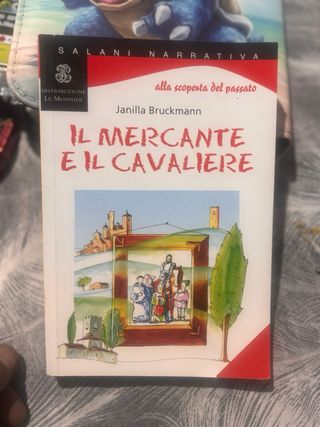 SALANI NARRATIVA
DISTRIBUZIONE
LE MONNIER
alla scoperta del passato
Janilla Bruckmann
IL MERCANTE
E IL CAVALIERE